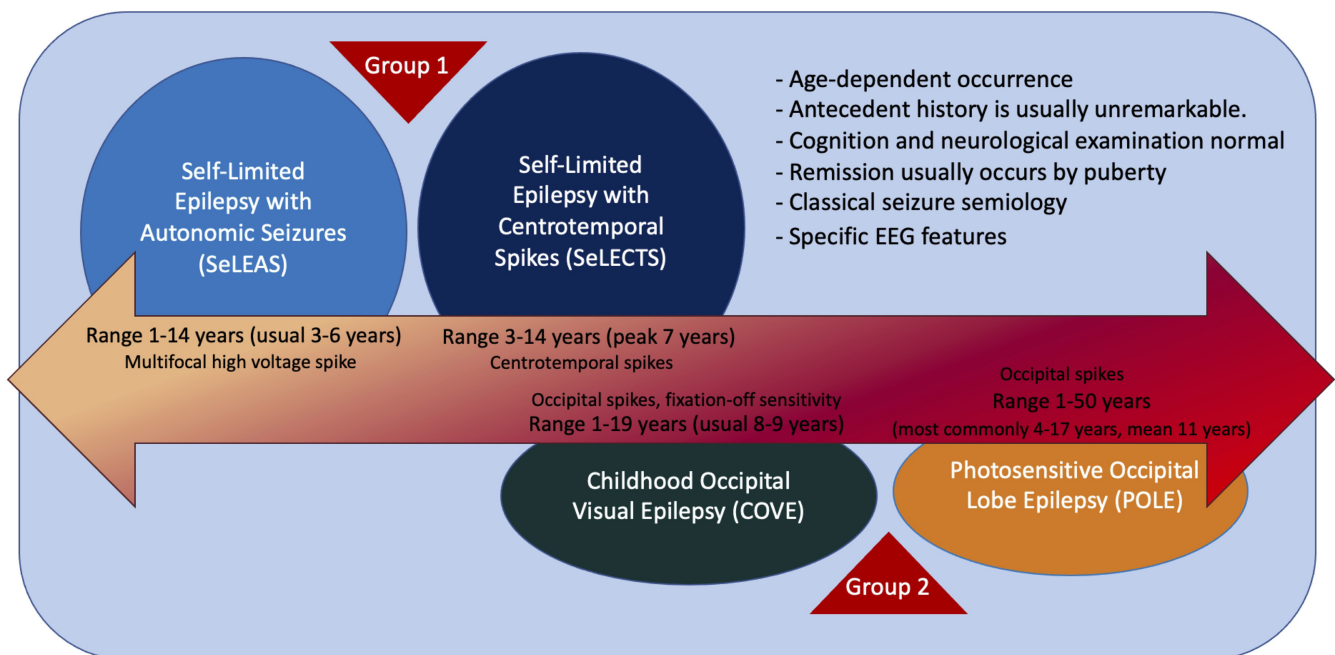 Group 1
Self-Limited
Epilepsy with
Autonomic Seizures
(SeLEAS)
Self-Limited
Epilepsy with
Centrotemporal
Spikes (SeLECTS)
- Age-dependent occurrence
- Antecedent history is usually unremarkable.
- Cognition and neurological examination normal
- Remission usually occurs by puberty
- Classical seizure semiology
- Specific EEG features
Range 1-14 years (usual 3-6 years)
Multifocal high voltage spike
Range 3-14 years (peak 7 years)
Centrotemporal spikes
Occipital spikes, fixation-off sensitivity
Range 1-19 years (usual 8-9 years)
Occipital spikes
Range 1-50 years
(most commonly 4-17 years, mean 11 years)
Childhood Occipital
Visual Epilepsy (COVE)
Photosensitive Occipital
Lobe Epilepsy (POLE)
Group 2